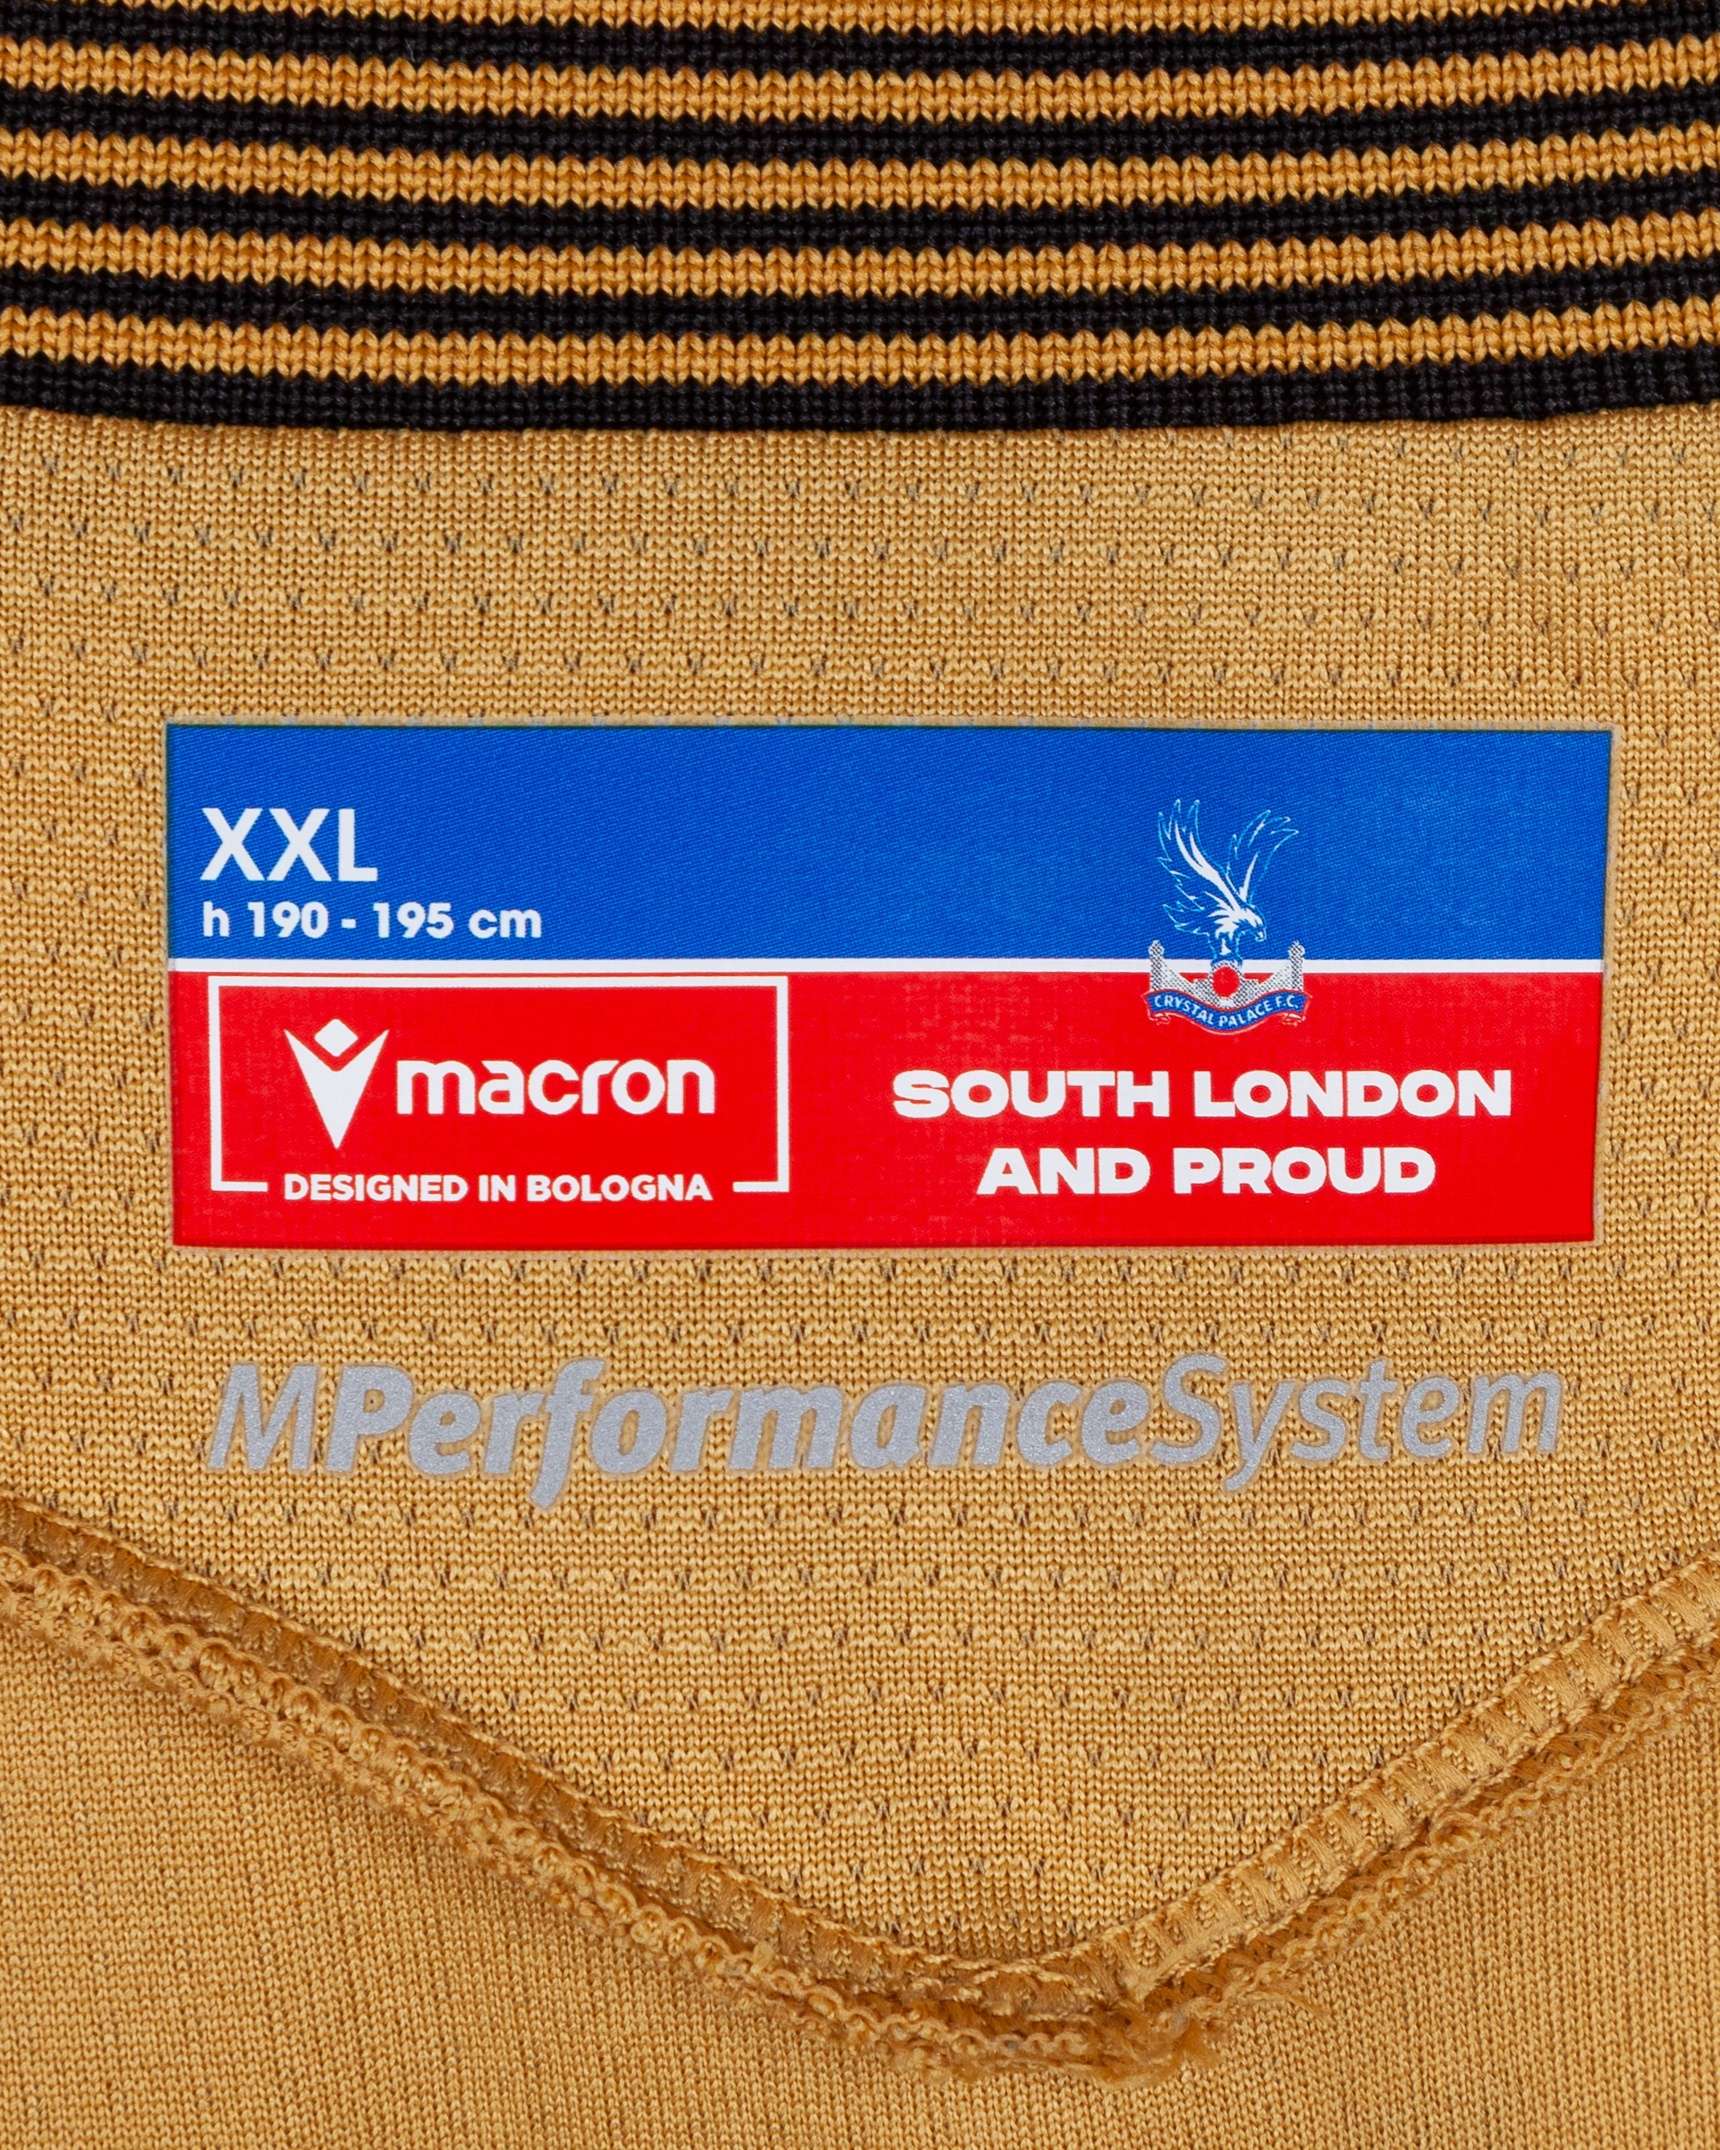 XXL
h 190 - 195 cm
CRYSTAL PALACE F.C.
macron
DESIGNED IN BOLOGNA
SOUTH LONDON
AND PROUD
MPerformanceSystem